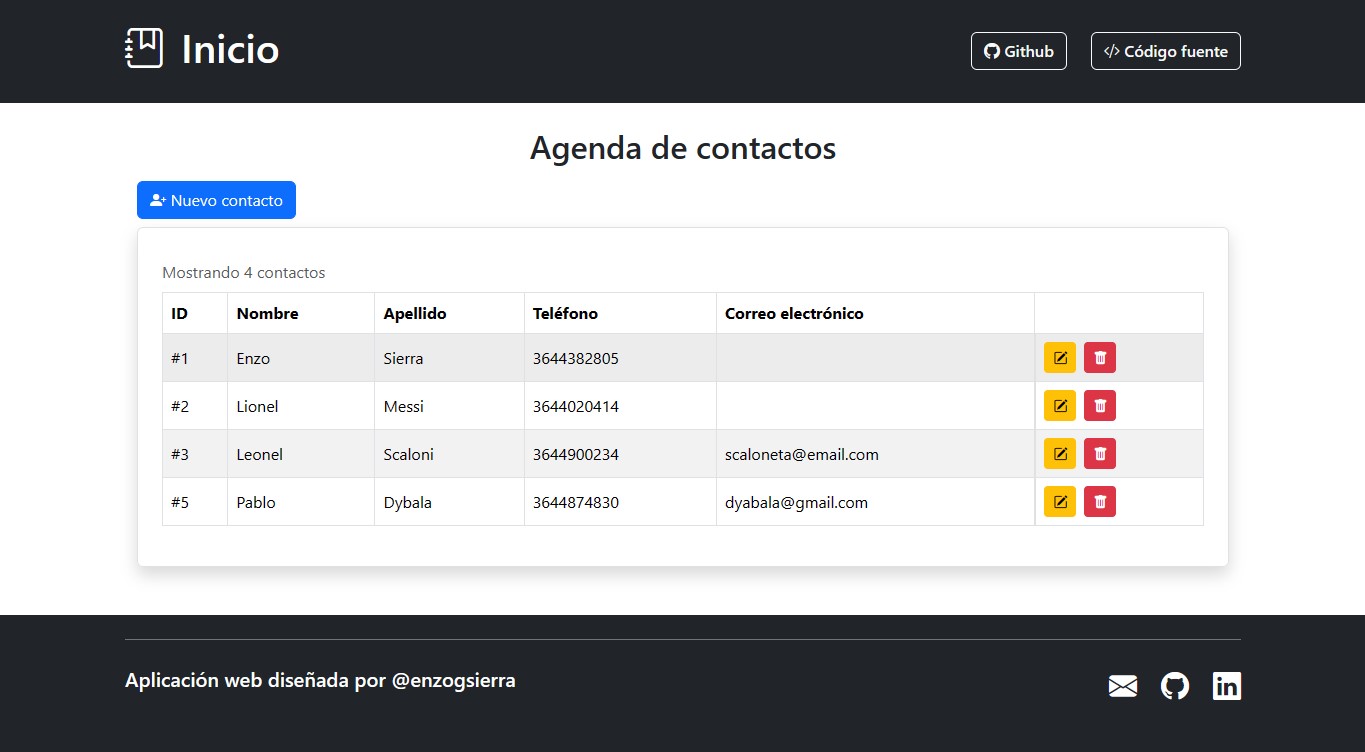 Inicio
Github
Código fuente
Agenda de contactos
Nuevo contacto
Mostrando 4 contactos
ID Nombre Apellido Teléfono Correo electrónico
#1 Enzo Sierra 3644382805
#2 Lionel Messi 3644020414
#3 Leonel Scaloni 3644900234 scaloneta@email.com
#5 Pablo Dybala 3644874830 dyabala@gmail.com
Aplicación web diseñada por @enzogsierra